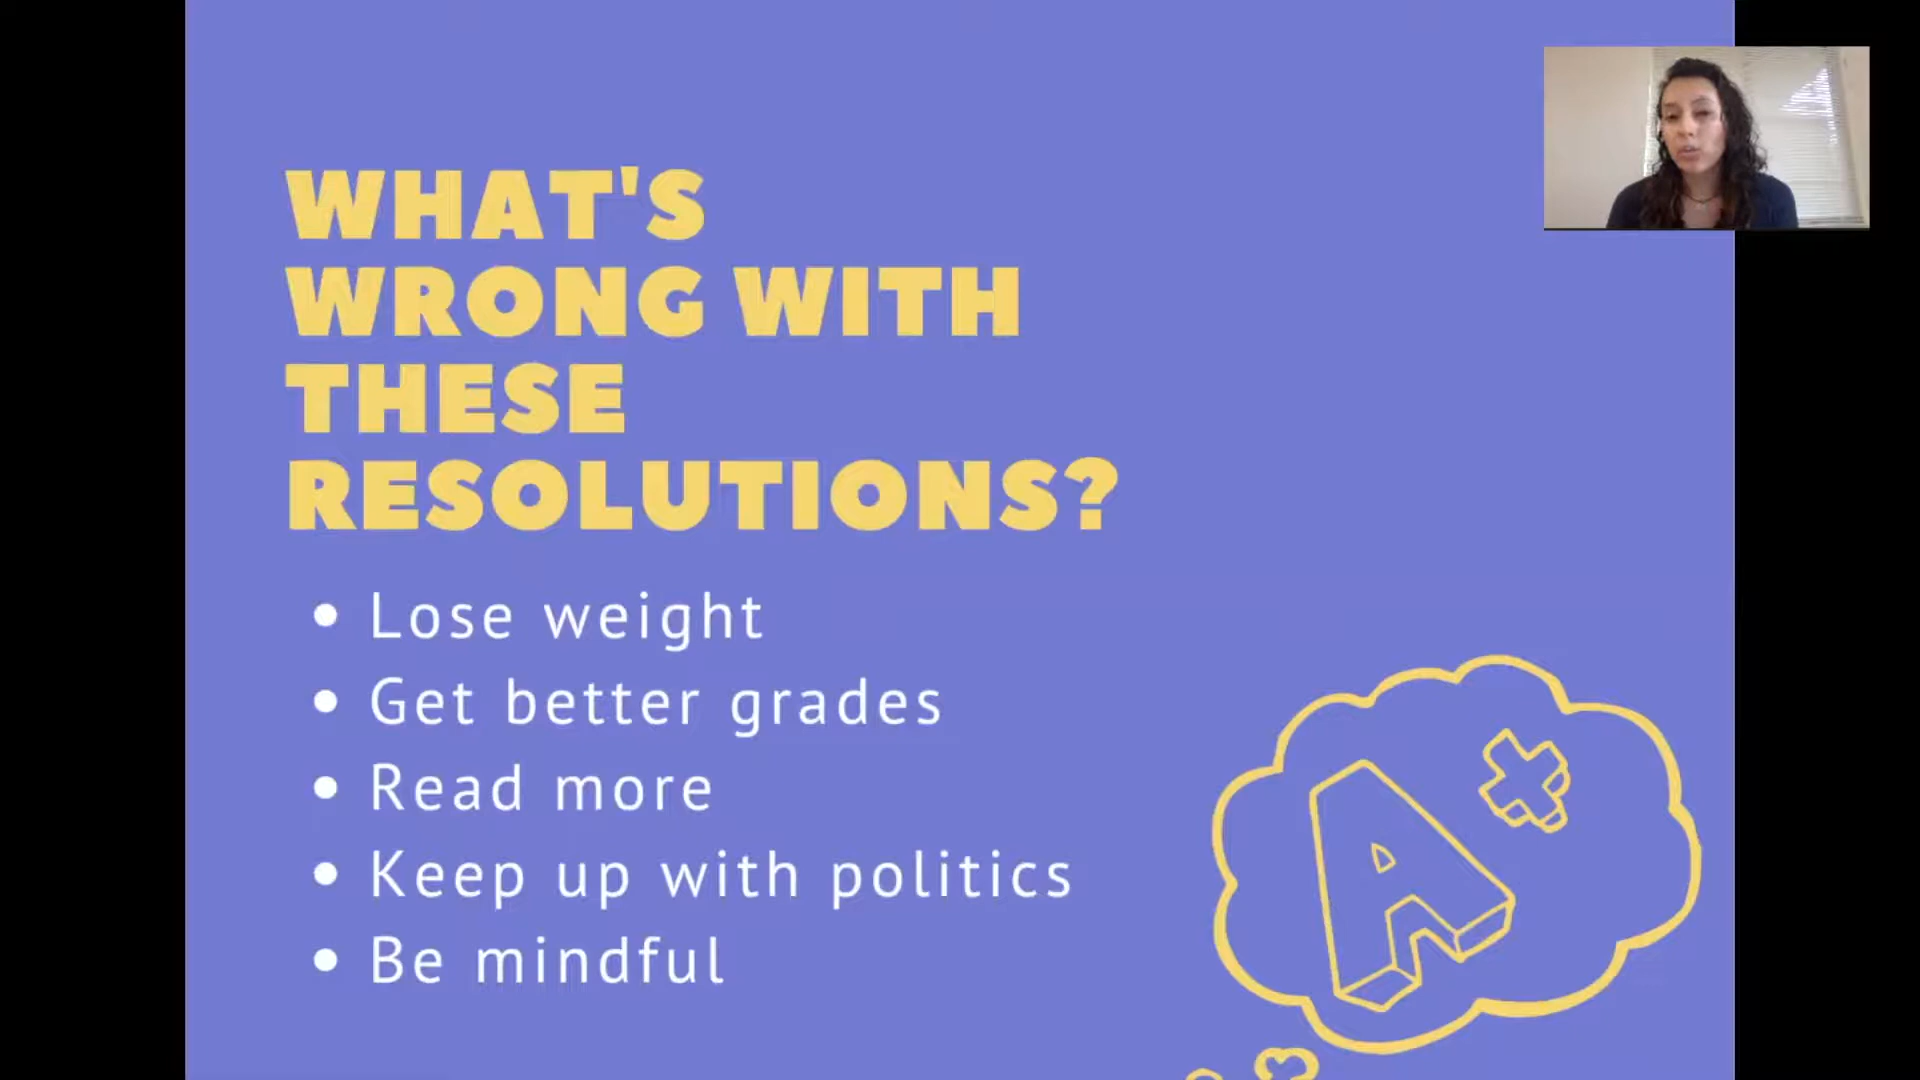 WHAT'S
WRONG WITH
THESE
RESOLUTIONS?
• Lose weight
• Get better grades
• Read more
• Keep up with politics
• Be mindful
A+